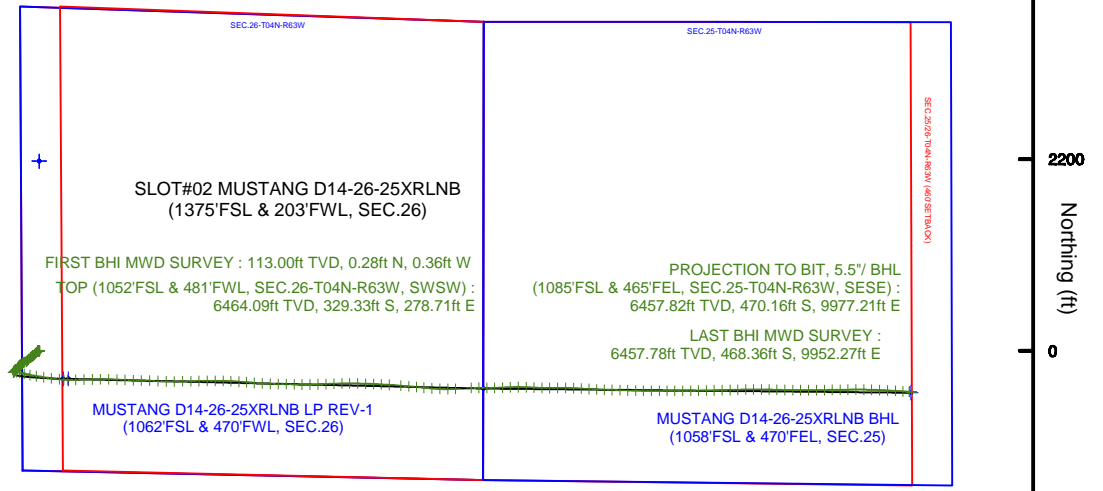 SEC.26-T04N-R63W
SEC.25-T04N-R63W
SEC.25/26-T04N-R63W (460'SETBACK)
2200
Northing (ft)
0
SLOT#02 MUSTANG D14-26-25XRLNB
(1375'FSL & 203'FWL, SEC.26)
FIRST BHI MWD SURVEY : 113.00ft TVD, 0.28ft N, 0.36ft W
TOP (1052'FSL & 481'FWL, SEC.26-T04N-R63W, SWSW) :
6464.09ft TVD, 329.33ft S, 278.71ft E
PROJECTION TO BIT, 5.5"/ BHL
(1085'FSL & 465'FEL, SEC.25-T04N-R63W, SESE) :
6457.82ft TVD, 470.16ft S, 9977.21ft E
LAST BHI MWD SURVEY :
6457.78ft TVD, 468.36ft S, 9952.27ft E
MUSTANG D14-26-25XRLNB LP REV-1
(1062'FSL & 470'FWL, SEC.26)
MUSTANG D14-26-25XRLNB BHL
(1058'FSL & 470'FEL, SEC.25)